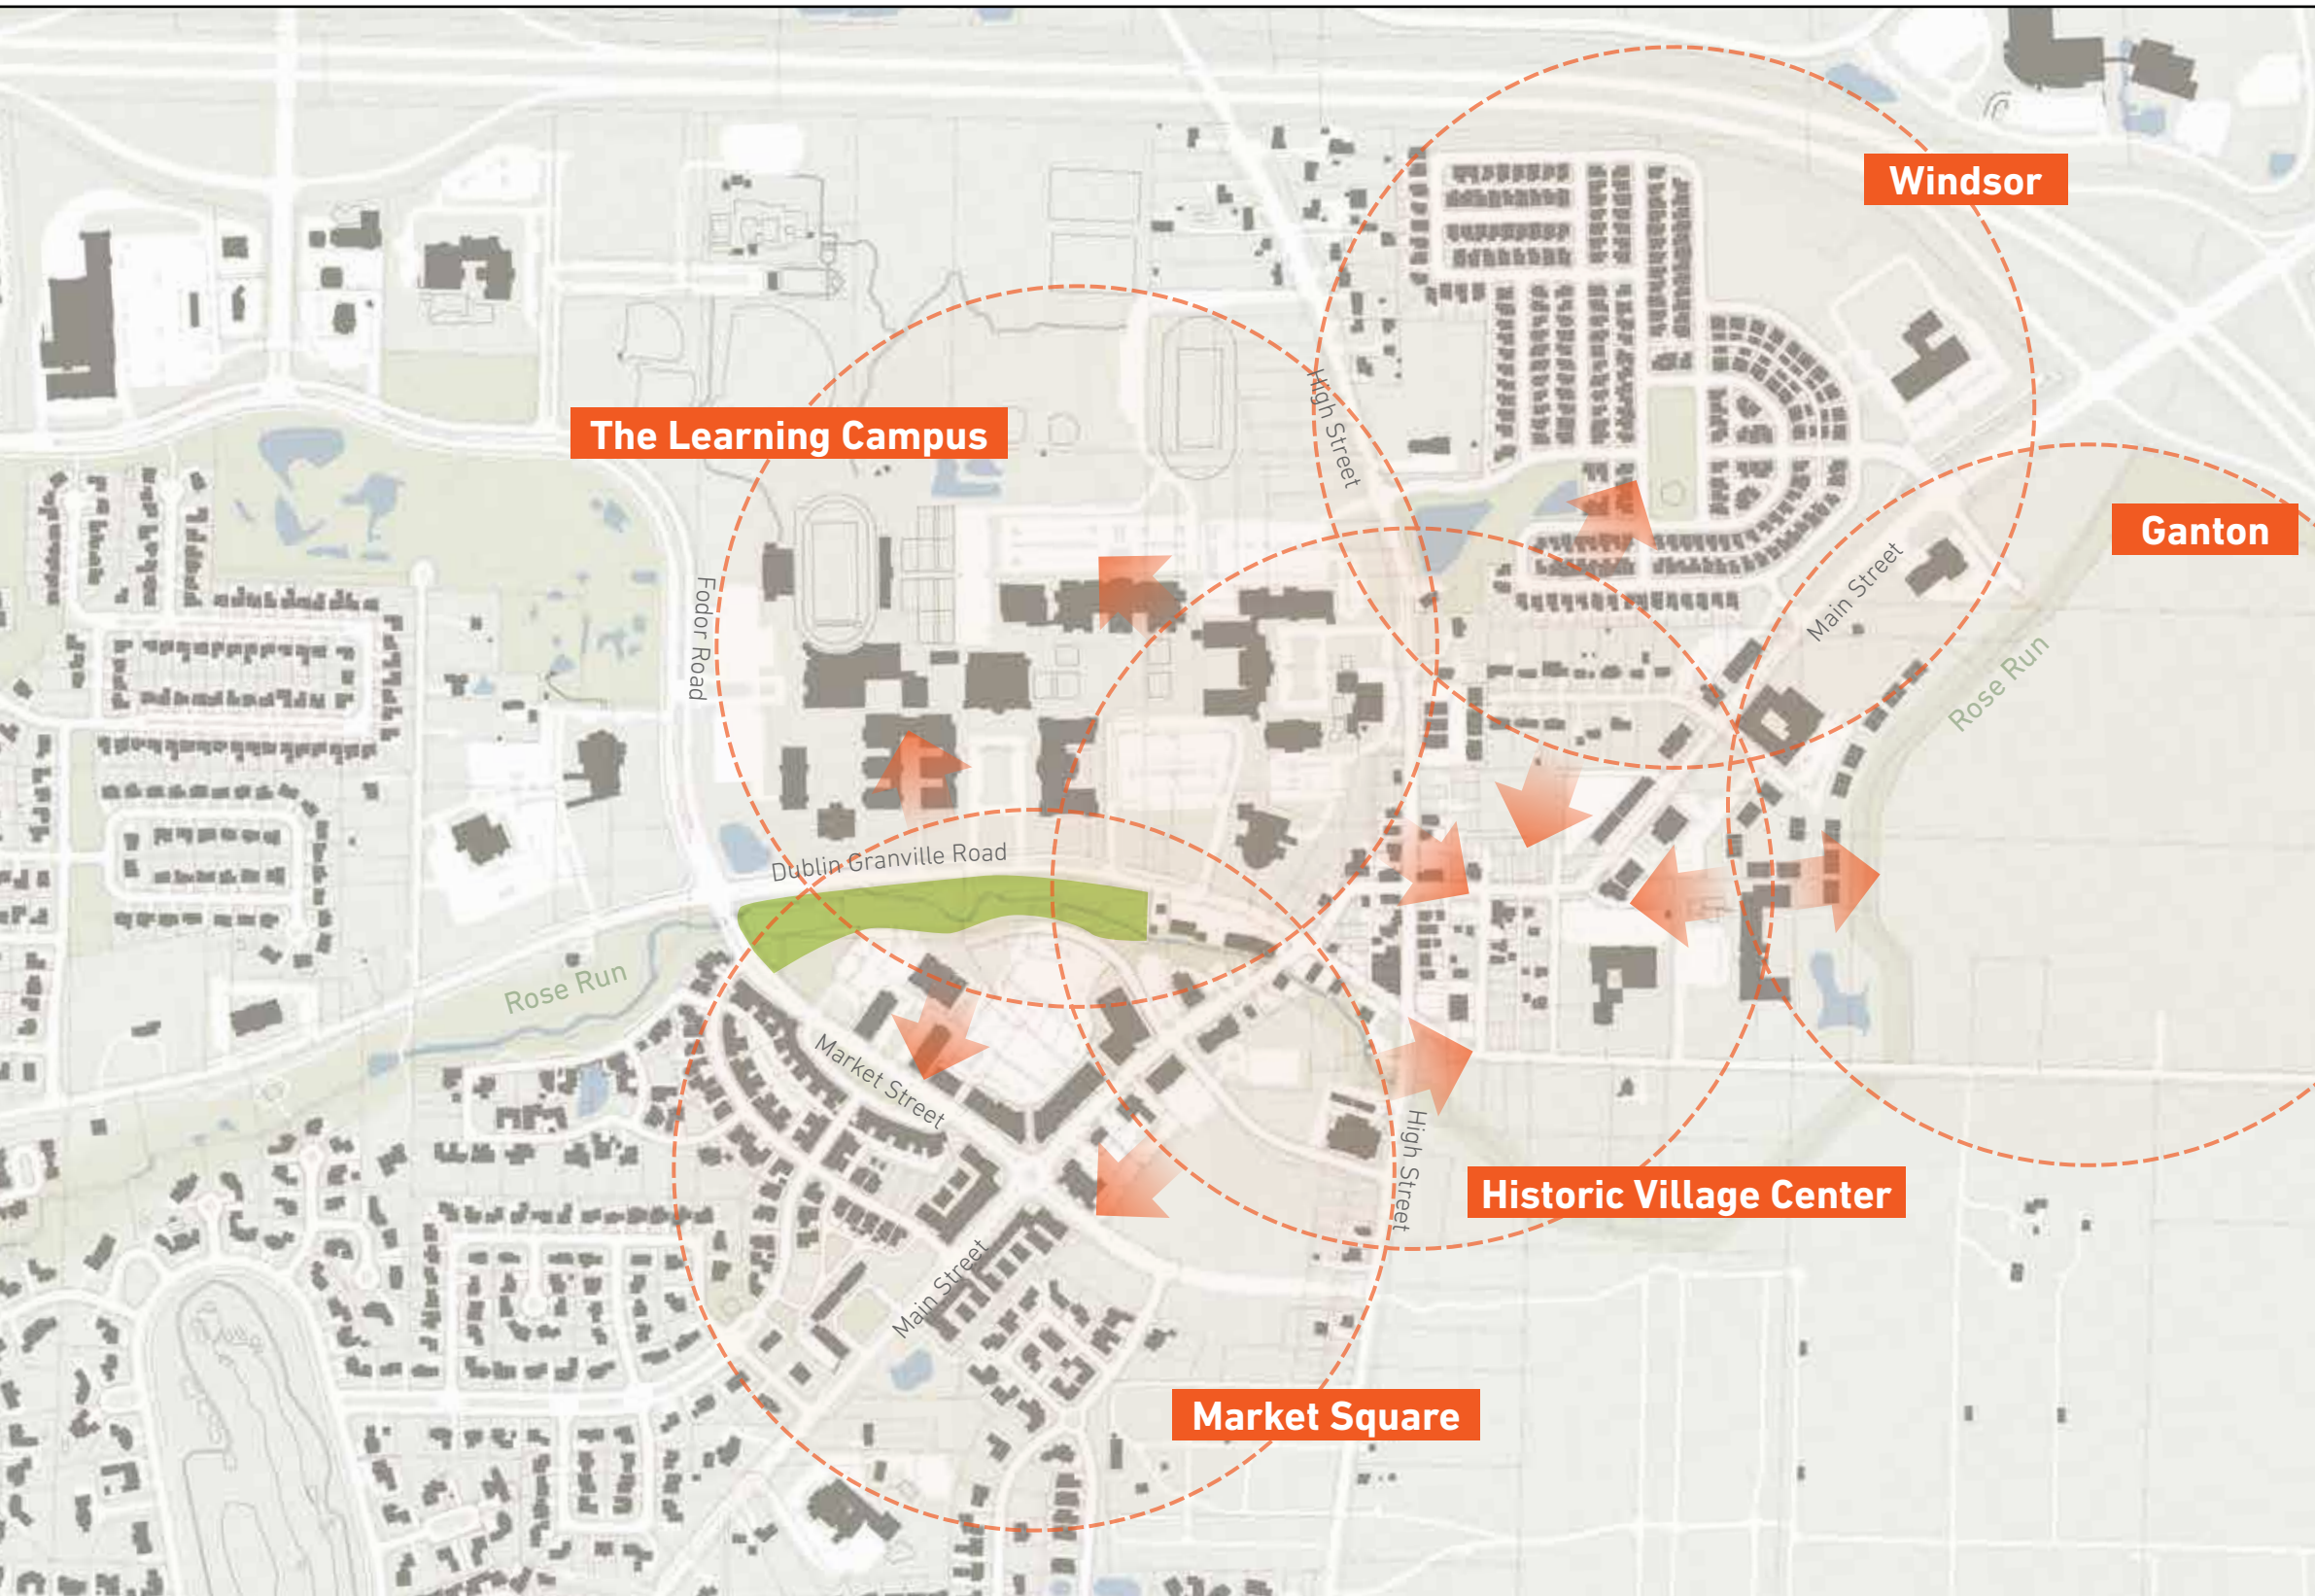 Windsor
The Learning Campus
High Street
Ganton
Main Street
Fodor Road
Rose Run
Dublin Granville Road
Rose Run
Market Street
High Street
Historic Village Center
Main Street
Market Square